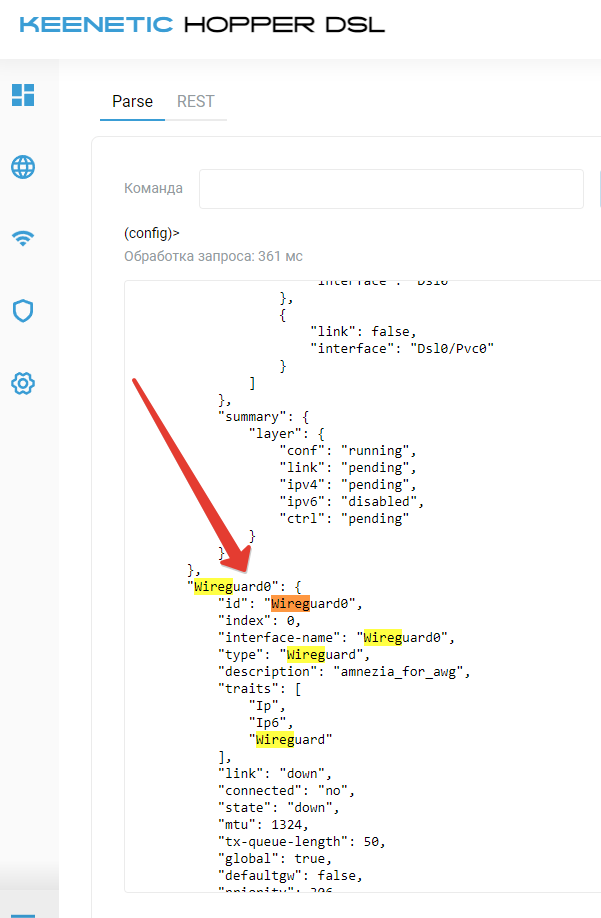 KEENETIC HOPPER DSL
Parse REST
Команда
(config)>
Обработка запроса: 361 мс
"interface": "Dsl0"
},
{
"link": false,
"interface": "Dsl0/Pvc0"
}
]
},
"summary": {
"layer": {
"conf": "running",
"link": "pending",
"ipv4": "pending",
"ipv6": "disabled",
"ctrl": "pending"
}
}
},
"Wireguard0": {
"id": "Wireguard0",
"index": 0,
"interface-name": "Wireguard0",
"type": "Wireguard",
"description": "amnezia_for_awg",
"traits": [
"Ip",
"Ip6",
"Wireguard"
],
"link": "down",
"connected": "no",
"state": "down",
"mtu": 1324,
"tx-queue-length": 50,
"global": true,
"defaultgw": false,